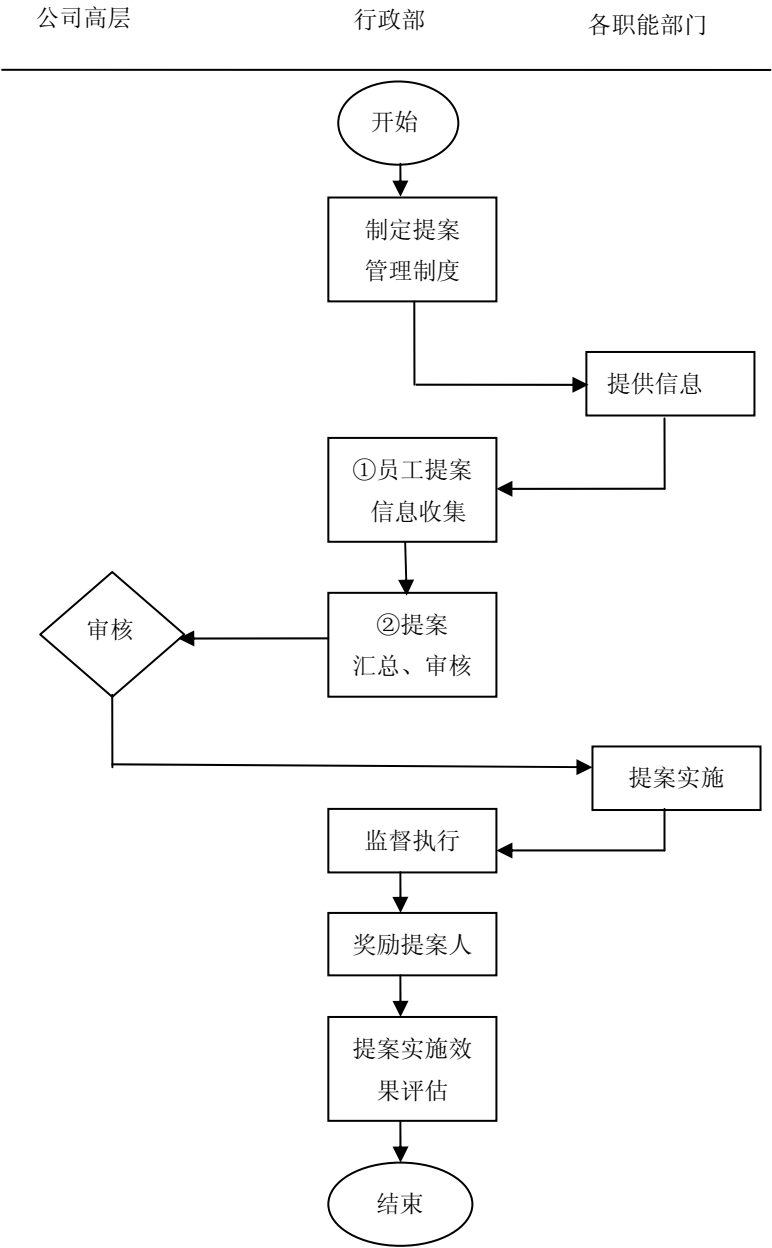 公司高层
行政部
各职能部门
开始
制定提案
管理制度
提供信息
①员工提案
信息收集
审核
②提案
汇总、审核
提案实施
监督执行
奖励提案人
提案实施效
果评估
结束